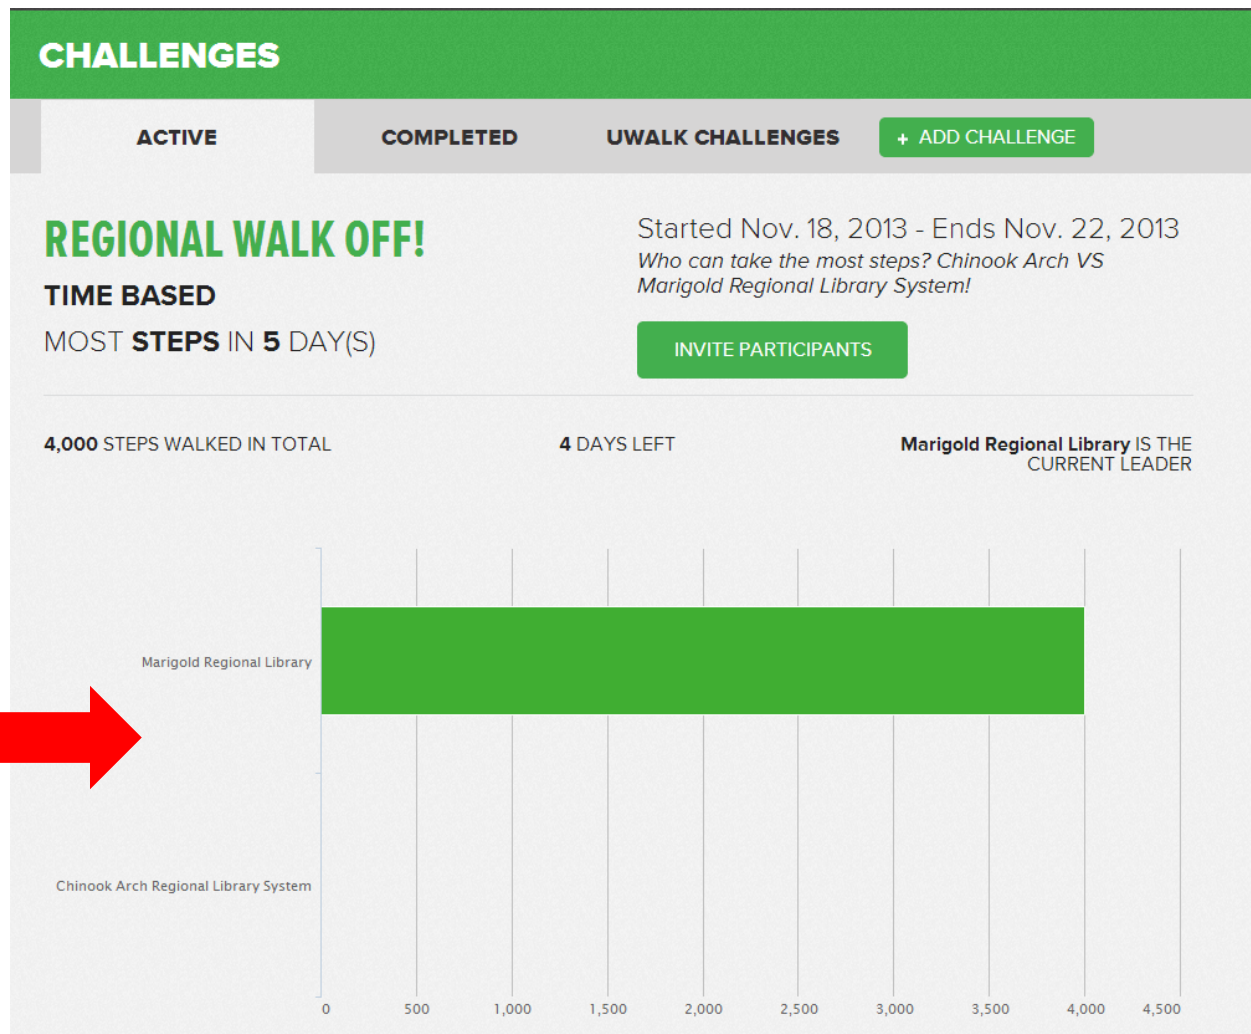 CHALLENGES
ACTIVE
COMPLETED
UWALK CHALLENGES
+ ADD CHALLENGE
REGIONAL WALK OFF!
TIME BASED
MOST STEPS IN 5 DAY(S)
Started Nov. 18, 2013 - Ends Nov. 22, 2013
Who can take the most steps? Chinook Arch VS
Marigold Regional Library System!
INVITE PARTICIPANTS
4,000 STEPS WALKED IN TOTAL
4 DAYS LEFT
Marigold Regional Library IS THE
CURRENT LEADER
Marigold Regional Library
Chinook Arch Regional Library System
0 500 1,000 1,500 2,000 2,500 3,000 3,500 4,000 4,500